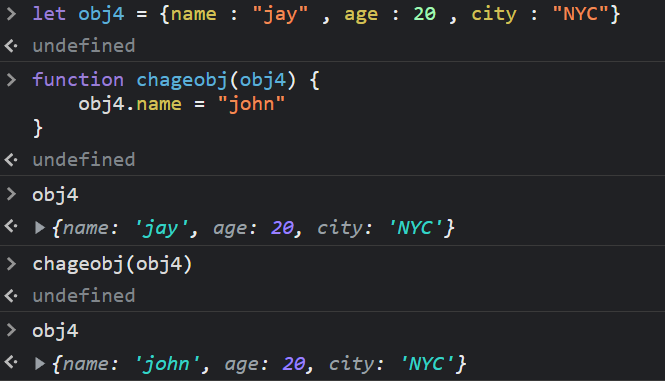 > let obj4 = {name : "jay" , age : 20 , city : "NYC"}
undefined
> function chageobj(obj4) {
obj4.name = "john"
}
undefined
> obj4
{name: 'jay', age: 20, city: 'NYC'}
> chageobj(obj4)
undefined
> obj4
{name: 'john', age: 20, city: 'NYC'}